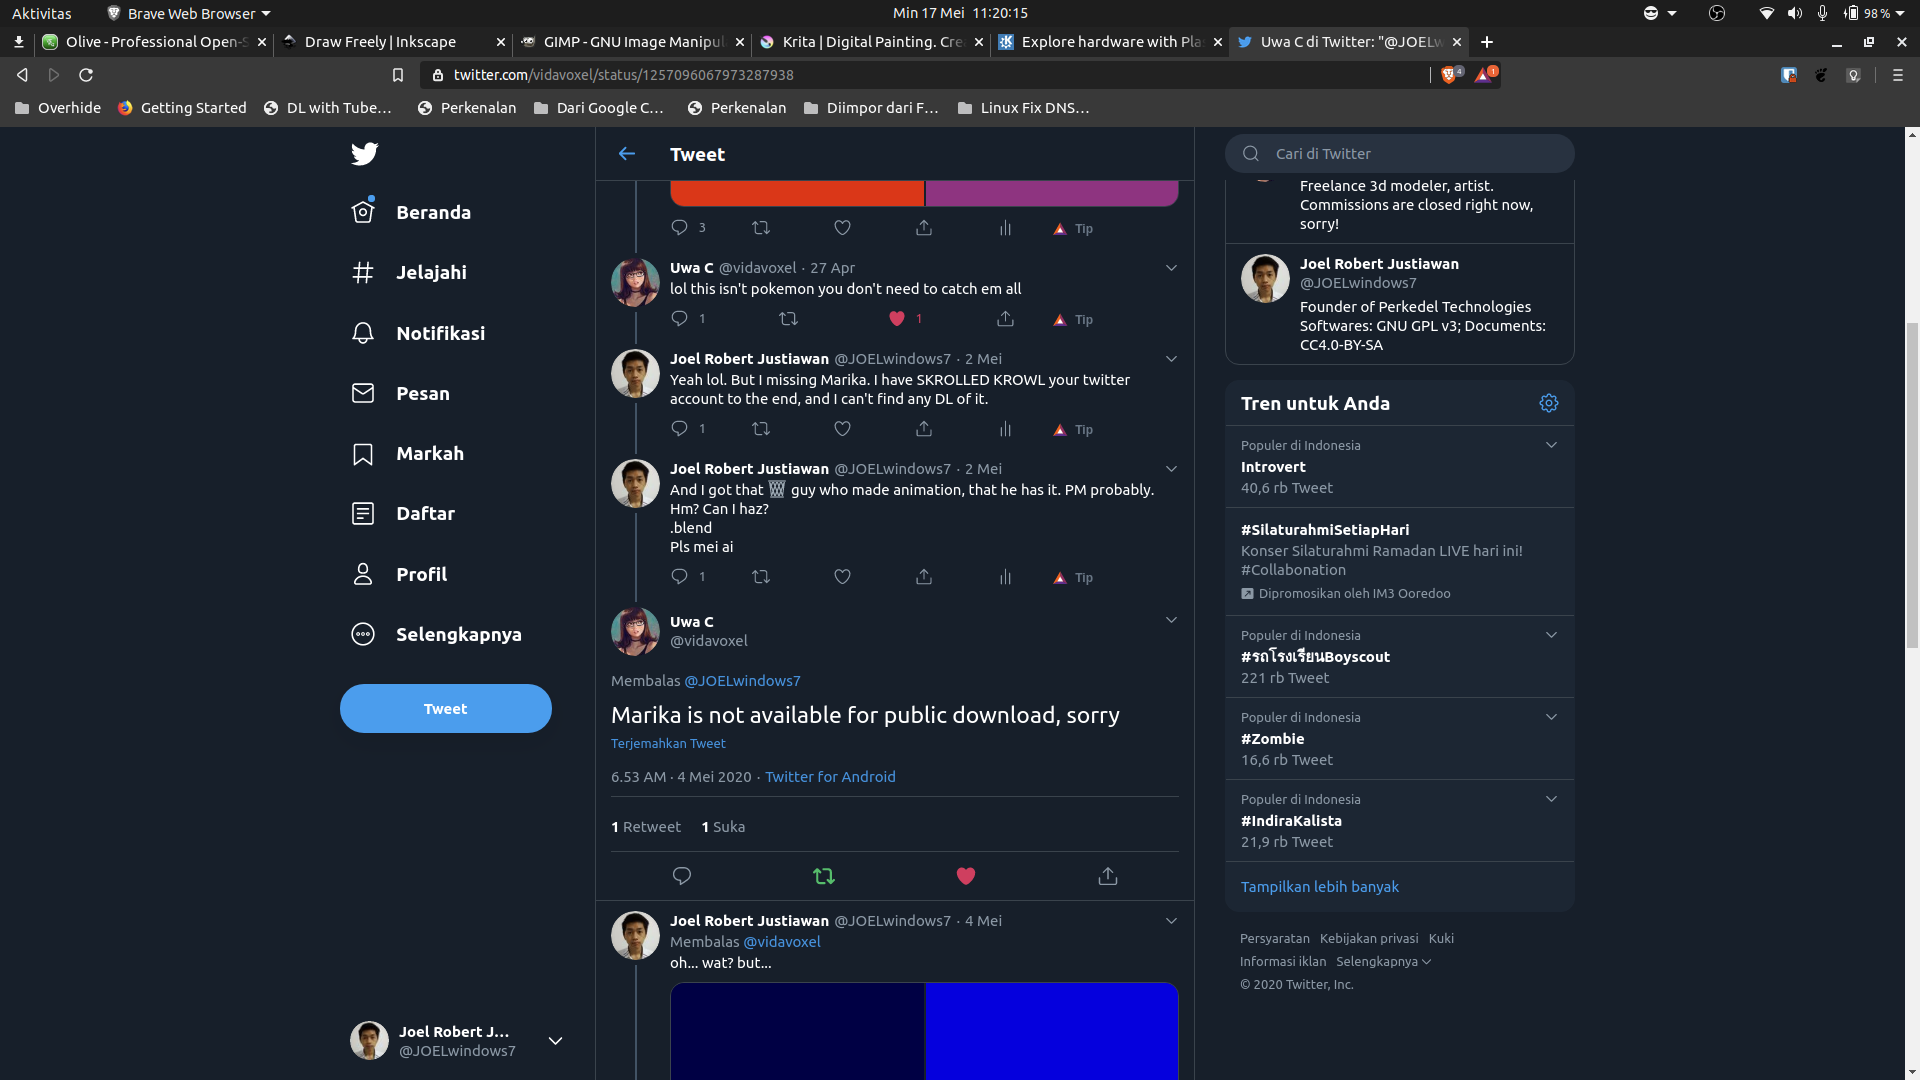 Aktivitas
Brave Web Browser
Min 17 Mei 11:20:15
98 %
Olive - Professional Open-S
Draw Freely | Inkscape
GIMP - GNU Image Manipul
Krita | Digital Painting. Cre
Explore hardware with Pla
Uwa C di Twitter: "@JOELw
twitter.com/vidavoxel/status/1257096067973287938
4
1
Overhide
Getting Started
DL with Tube...
Perkenalan
Dari Google C...
Perkenalan
Diimpor dari F...
Linux Fix DNS...
Beranda
Jelajahi
Notifikasi
Pesan
Markah
Daftar
Profil
Selengkapnya
Tweet
Joel Robert J...
@JOELwindows7
Tweet
3
Tip
Uwa C @vidavoxel · 27 Apr
lol this isn't pokemon you don't need to catch em all
1
1
Tip
Joel Robert Justiawan @JOELwindows7 · 2 Mei
Yeah lol. But I missing Marika. I have SKROLLED KROWL your twitter
account to the end, and I can't find any DL of it.
1
Tip
Joel Robert Justiawan @JOELwindows7 · 2 Mei
And I got that 🗑 guy who made animation, that he has it. PM probably.
Hm? Can I haz?
.blend
Pls mei ai
1
Tip
Uwa C
@vidavoxel
Membalas @JOELwindows7
Marika is not available for public download, sorry
Terjemahkan Tweet
6.53 AM · 4 Mei 2020 · Twitter for Android
1 Retweet 1 Suka
Joel Robert Justiawan @JOELwindows7 · 4 Mei
Membalas @vidavoxel
oh... wat? but...
Cari di Twitter
Freelance 3d modeler, artist.
Commissions are closed right now,
sorry!
Joel Robert Justiawan
@JOELwindows7
Founder of Perkedel Technologies
Softwares: GNU GPL v3; Documents:
CC4.0-BY-SA
Tren untuk Anda
Populer di Indonesia
Introvert
40,6 rb Tweet
#SilaturahmiSetiapHari
Konser Silaturahmi Ramadan LIVE hari ini!
#Collabonation
Dipromosikan oleh IM3 Ooredoo
Populer di Indonesia
#รถโรงเรียนBoyscout
221 rb Tweet
Populer di Indonesia
#Zombie
16,6 rb Tweet
Populer di Indonesia
#IndiraKalista
21,9 rb Tweet
Tampilkan lebih banyak
Persyaratan Kebijakan privasi Kuki
Informasi iklan Selengkapnya
© 2020 Twitter, Inc.